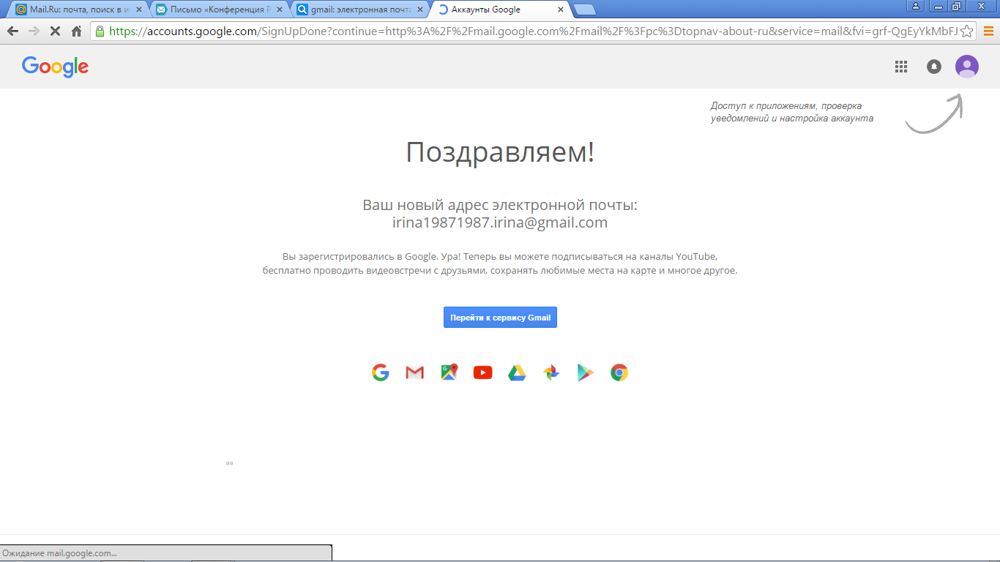 Mail.Ru: почта, поиск в ин
Письмо «Конференция Р
gmail: электронная почта
Аккаунты Google
https://accounts.google.com/SignUpDone?continue=http%3A%2F%2Fmail.google.com%2Fmail%2F%3Fpc%3Dtopnav-about-ru&service=mail&fvi=grf-QgEyYkMbFJ
Google
Доступ к приложениям, проверка
уведомлений и настройка аккаунта
Поздравляем!
Ваш новый адрес электронной почты:
irina19871987.irina@gmail.com
Вы зарегистрировались в Google. Ура! Теперь вы можете подписываться на каналы YouTube,
бесплатно проводить видеовстречи с друзьями, сохранять любимые места на карте и многое другое.
Перейти к сервису Gmail
Ожидание mail.google.com...